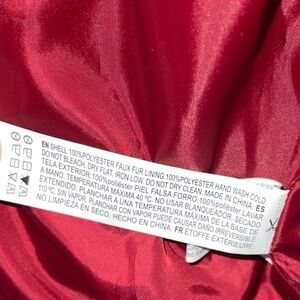 EN SHELL:100%POLYESTER FAUX FUR LINING:100%POLYESTER HAND WASH COLD
DO NOT BLEACH. DRY FLAT. IRON LOW. DO NOT DRY CLEAN. MADE IN CHINA. ES
TELA EXTERIOR: 100%poliéster PIEL FALSA FORRO: 100%poliéster LAVAR
A MANO. TEMPERATURA MÁXIMA 40 ºC. NO USAR BLANQUEADOR. SECADO
EXTENDIDO. PLANCHAR A UNA TEMPERATURA MÁXIMA DE LA BASE DE
110 ºC, SIN VAPOR. PLANCHAR CON VAPOR PUEDE CAUSAR DAÑO IRREVERSIBLE.
NO LIMPIEZA EN SECO. HECHO EN CHINA. FR ÉTOFFE EXTÉRIEURE: